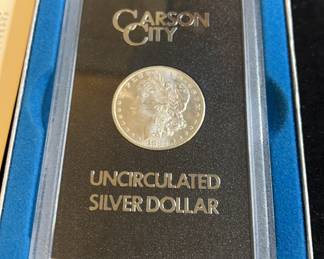 CARSON
CITY
UNCIRCULATED
SILVER DOLLAR